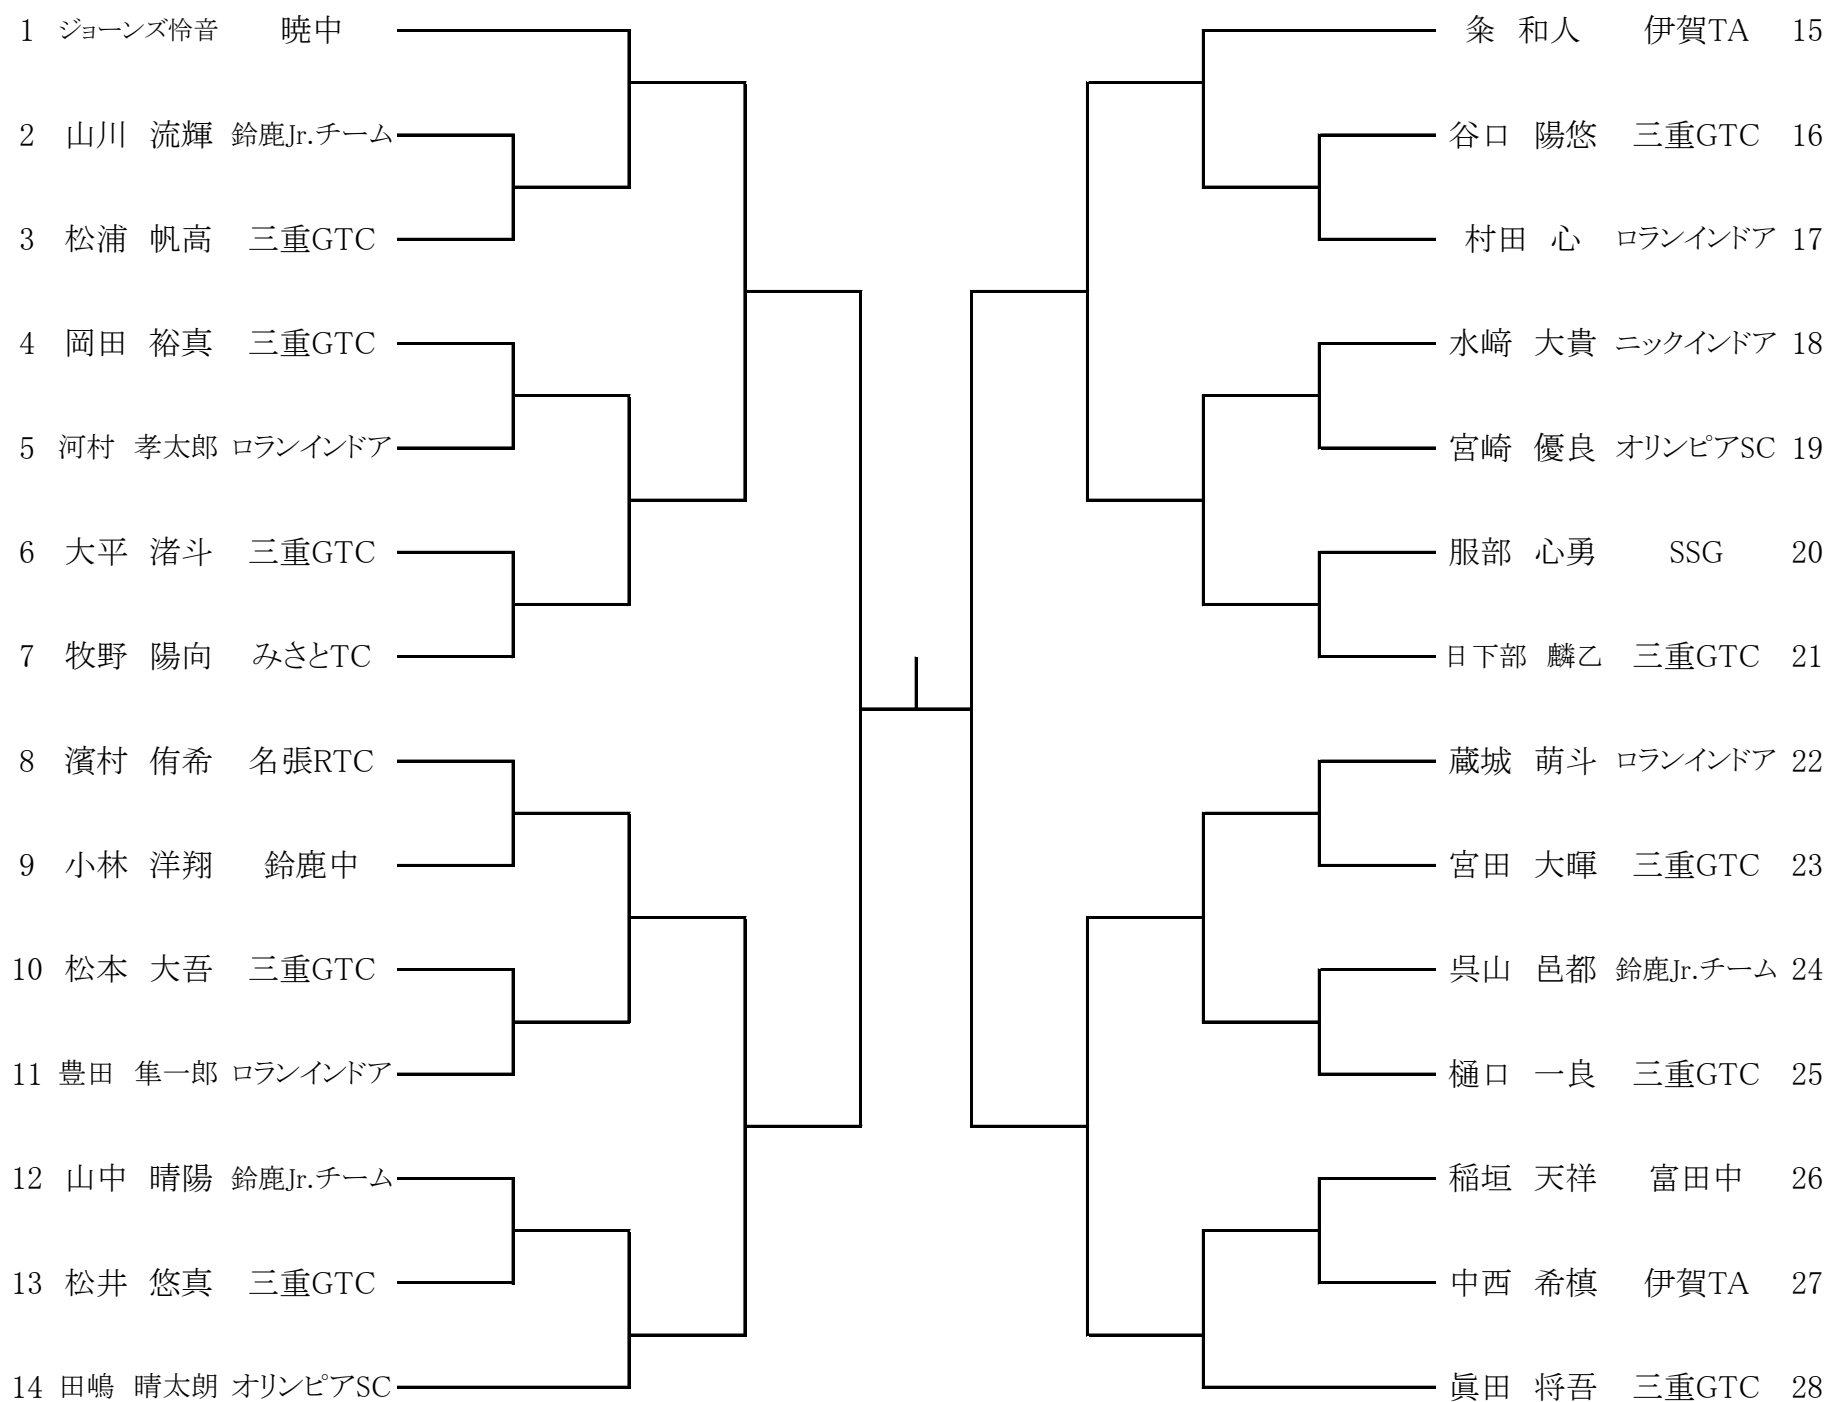 1 ジョーンズ怜音 暁中
2 山川 流輝 鈴鹿Jr.チーム
3 松浦 帆高 三重GTC
4 岡田 裕真 三重GTC
5 河村 孝太郎 ロランインドア
6 大平 渚斗 三重GTC
7 牧野 陽向 みさとTC
8 濱村 侑希 名張RTC
9 小林 洋翔 鈴鹿中
10 松本 大吾 三重GTC
11 豊田 隼一郎 ロランインドア
12 山中 晴陽 鈴鹿Jr.チーム
13 松井 悠真 三重GTC
14 田嶋 晴太朗 オリンピアSC
粂 和人 伊賀TA 15
谷口 陽悠 三重GTC 16
村田 心 ロランインドア 17
水﨑 大貴 ニックインドア 18
宮崎 優良 オリンピアSC 19
服部 心勇 SSG 20
日下部 麟乙 三重GTC 21
蔵城 萌斗 ロランインドア 22
宮田 大暉 三重GTC 23
呉山 邑都 鈴鹿Jr.チーム 24
樋口 一良 三重GTC 25
稲垣 天祥 富田中 26
中西 希槙 伊賀TA 27
眞田 将吾 三重GTC 28